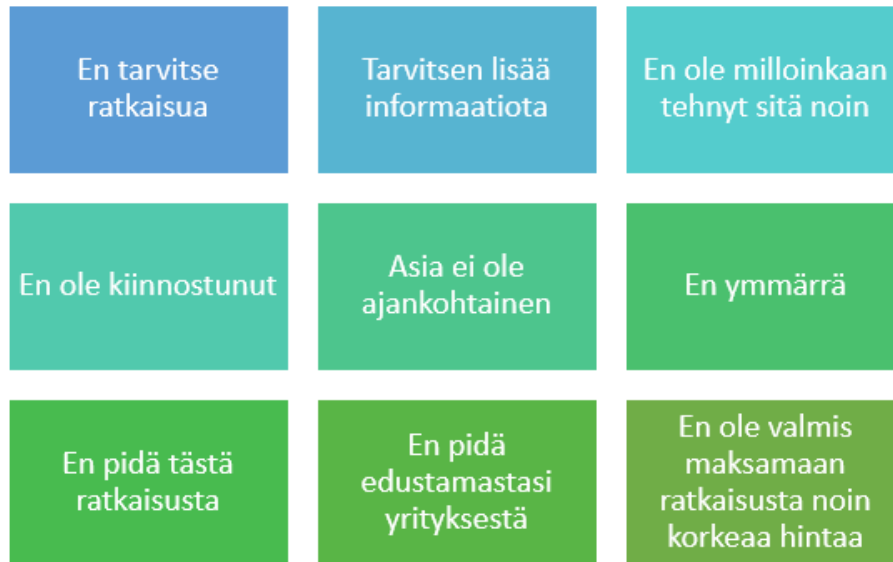 En tarvitse
ratkaisua
Tarvitsen lisää
informaatiota
En ole milloinkaan
tehnyt sitä noin
En ole kiinnostunut
Asia ei ole
ajankohtainen
En ymmärrä
En pidä tästä
ratkaisusta
En pidä
edustamastasi
yrityksestä
En ole valmis
maksamaan
ratkaisusta noin
korkeaa hintaa